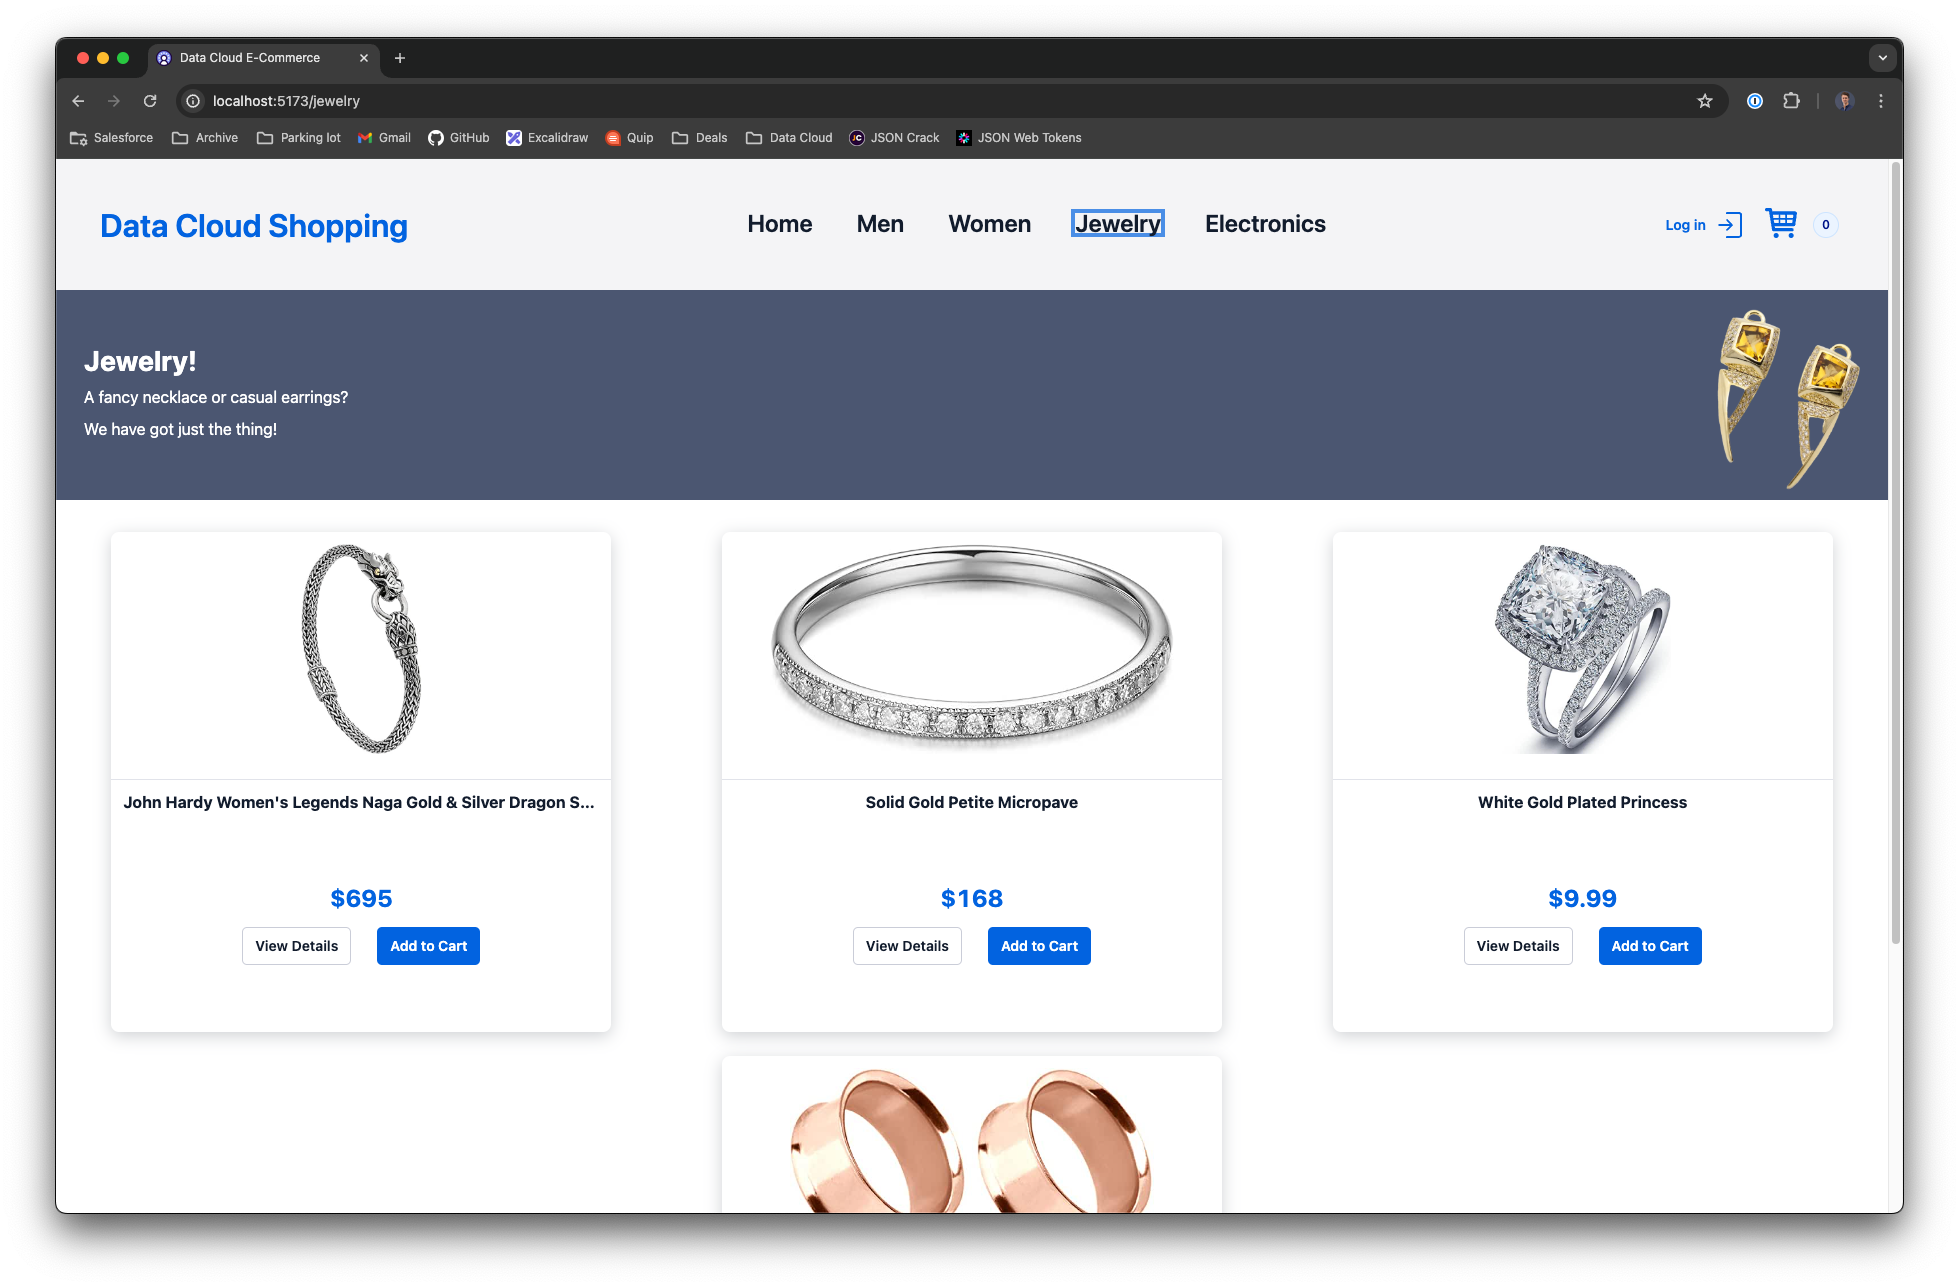 Data Cloud E-Commerce
localhost:5173/jewelry
Salesforce Archive Parking lot Gmail GitHub Excalidraw Quip Deals Data Cloud JSON Crack JSON Web Tokens
Data Cloud Shopping Home Men Women Jewelry Electronics Log in 0
Jewelry!
A fancy necklace or casual earrings?
We have got just the thing!
John Hardy Women's Legends Naga Gold & Silver Dragon S...
$695
View Details Add to Cart
Solid Gold Petite Micropave
$168
View Details Add to Cart
White Gold Plated Princess
$9.99
View Details Add to Cart